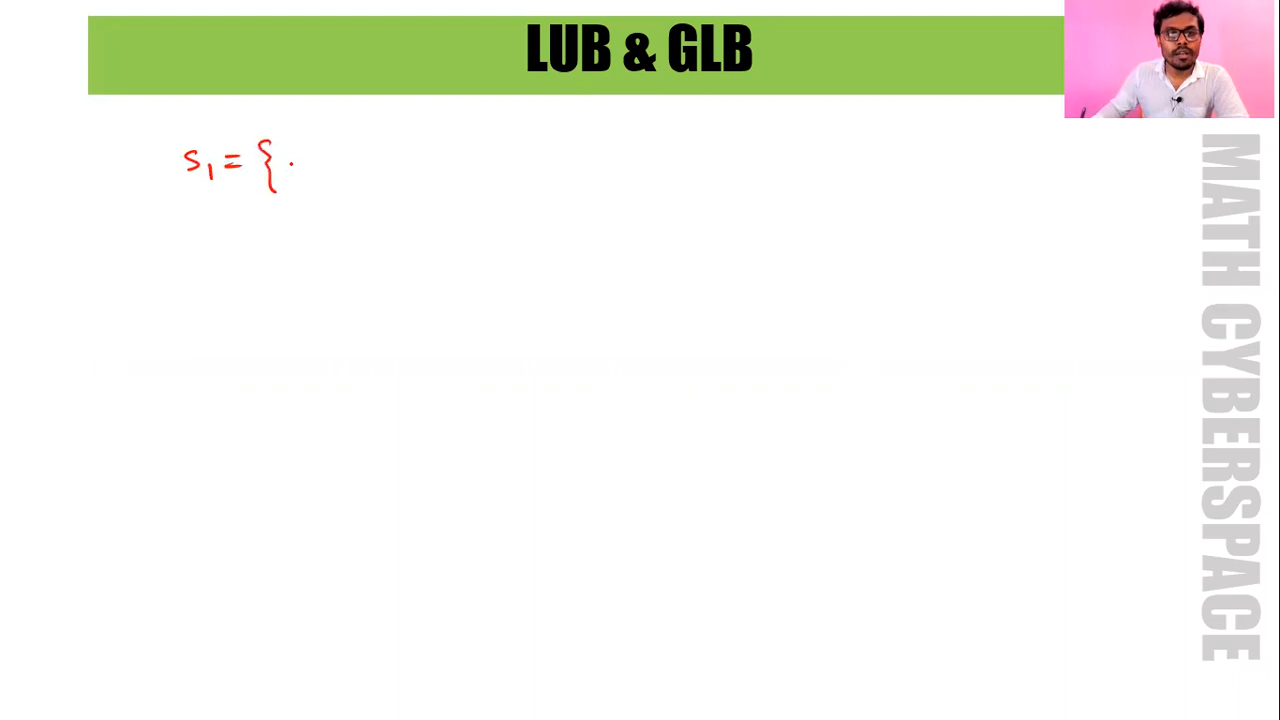 LUB & GLB
S₁ = { .
MATH CYBERSPACE